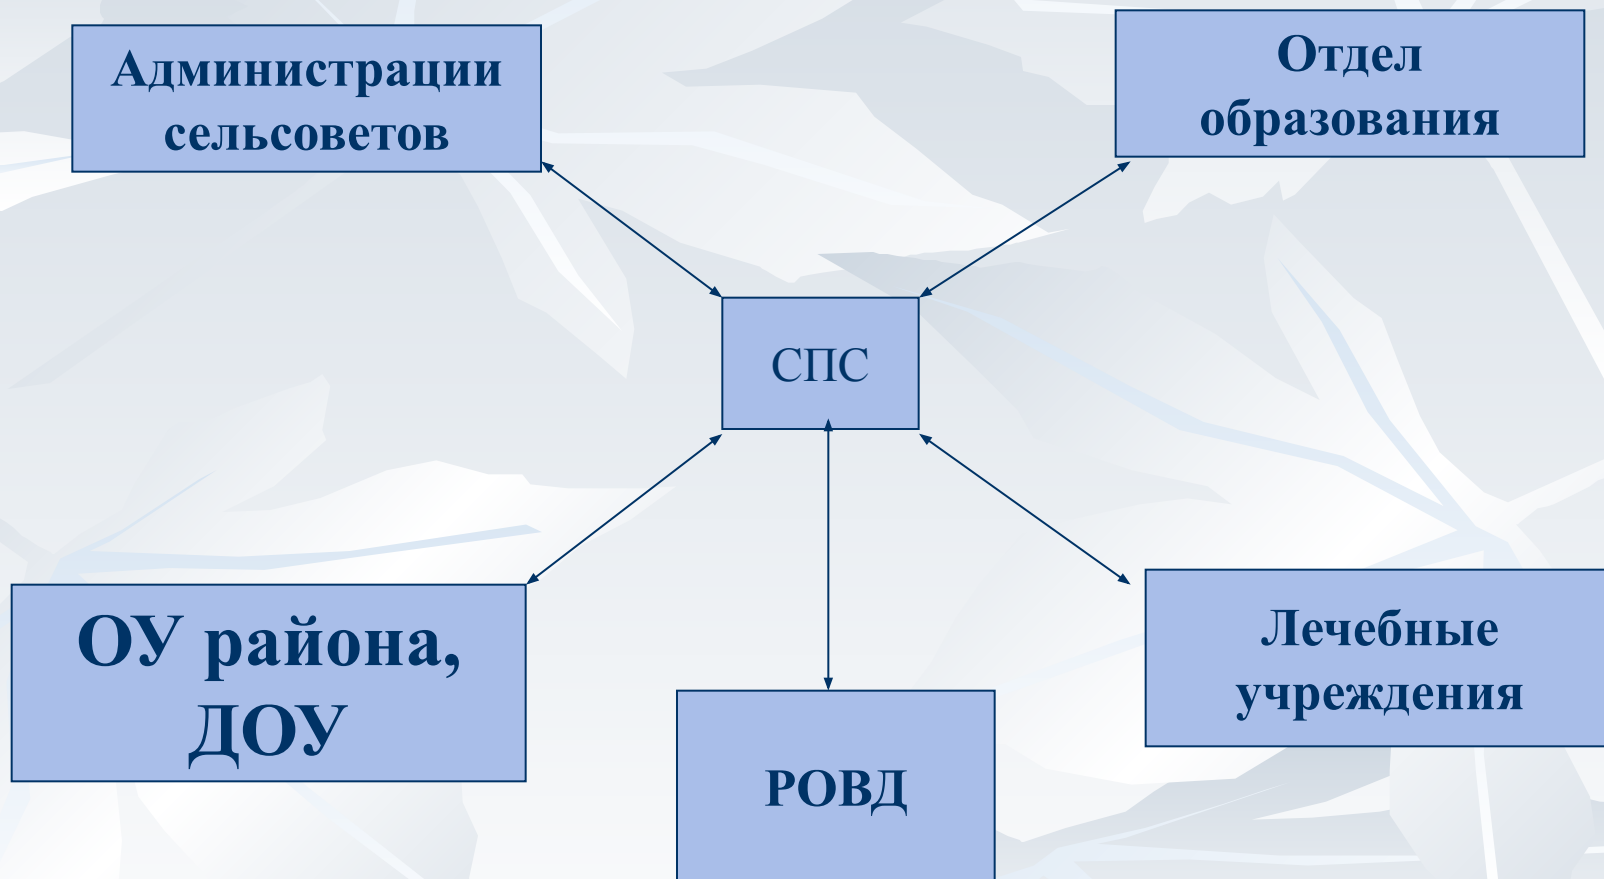 Администрации
сельсоветов
Отдел
образования
СПС
ОУ района,
ДОУ
РОВД
Лечебные
учреждения